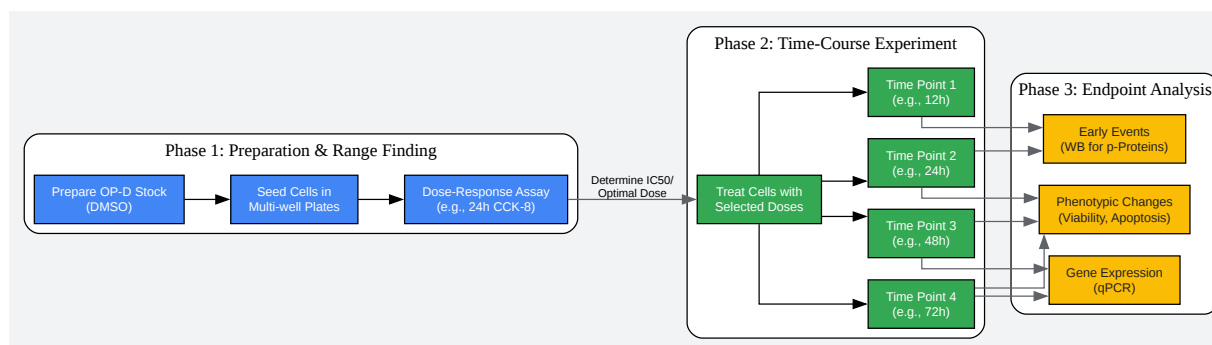 Phase 1: Preparation & Range Finding
Prepare OP-D Stock
(DMSO)
Seed Cells in
Multi-well Plates
Dose-Response Assay
(e.g., 24h CCK-8)
Determine IC50/
Optimal Dose
Phase 2: Time-Course Experiment
Treat Cells with
Selected Doses
Time Point 1
(e.g., 12h)
Time Point 2
(e.g., 24h)
Time Point 3
(e.g., 48h)
Time Point 4
(e.g., 72h)
Phase 3: Endpoint Analysis
Early Events
(WB for p-Proteins)
Phenotypic Changes
(Viability, Apoptosis)
Gene Expression
(qPCR)